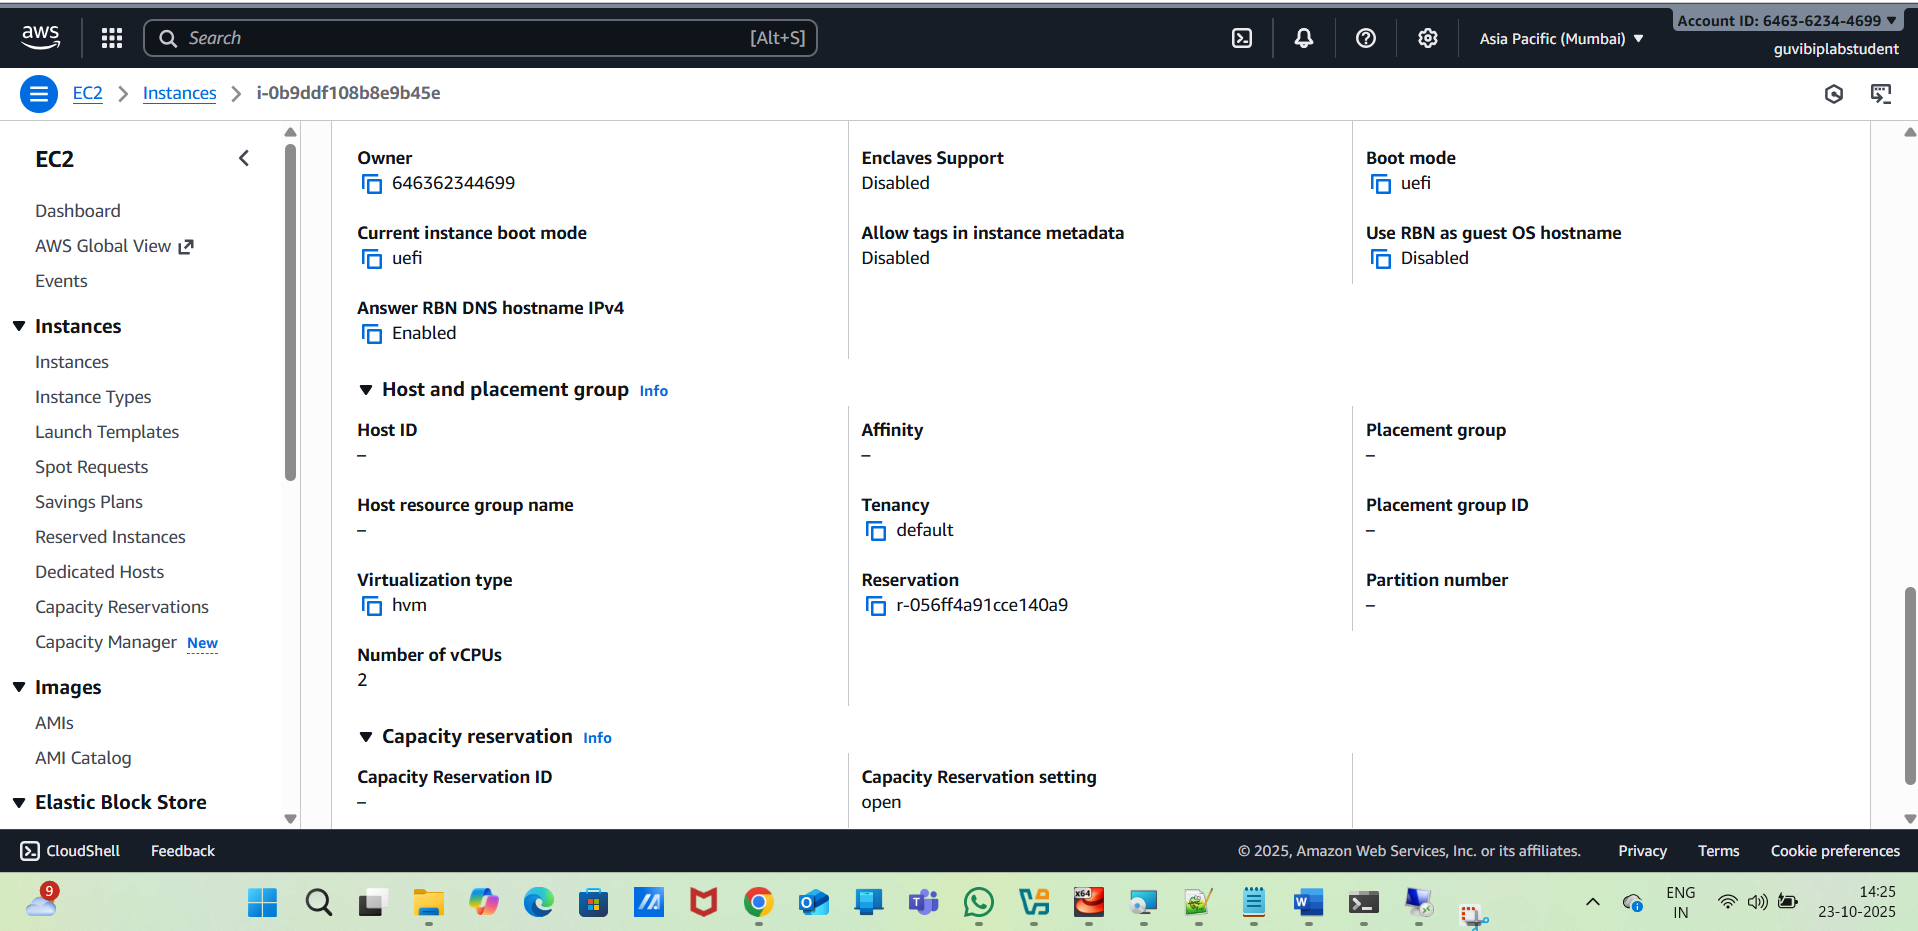 aws
Search
[Alt+S]
Asia Pacific (Mumbai)
Account ID: 6463-6234-4699
guvibiplabstudent
EC2
Instances
i-0b9ddf108b8e9b45e
EC2
Dashboard
AWS Global View
Events
Instances
Instances
Instance Types
Launch Templates
Spot Requests
Savings Plans
Reserved Instances
Dedicated Hosts
Capacity Reservations
Capacity Manager New
Images
AMIs
AMI Catalog
Elastic Block Store
Owner
646362344699
Enclaves Support
Disabled
Boot mode
uefi
Current instance boot mode
uefi
Allow tags in instance metadata
Disabled
Use RBN as guest OS hostname
Disabled
Answer RBN DNS hostname IPv4
Enabled
Host and placement group Info
Host ID
–
Affinity
–
Placement group
–
Host resource group name
–
Tenancy
default
Placement group ID
–
Virtualization type
hvm
Reservation
r-056ff4a91cce140a9
Partition number
–
Number of vCPUs
2
Capacity reservation Info
Capacity Reservation ID
–
Capacity Reservation setting
open
CloudShell
Feedback
© 2025, Amazon Web Services, Inc. or its affiliates.
Privacy
Terms
Cookie preferences
9
x64
ENG
IN
14:25
23-10-2025